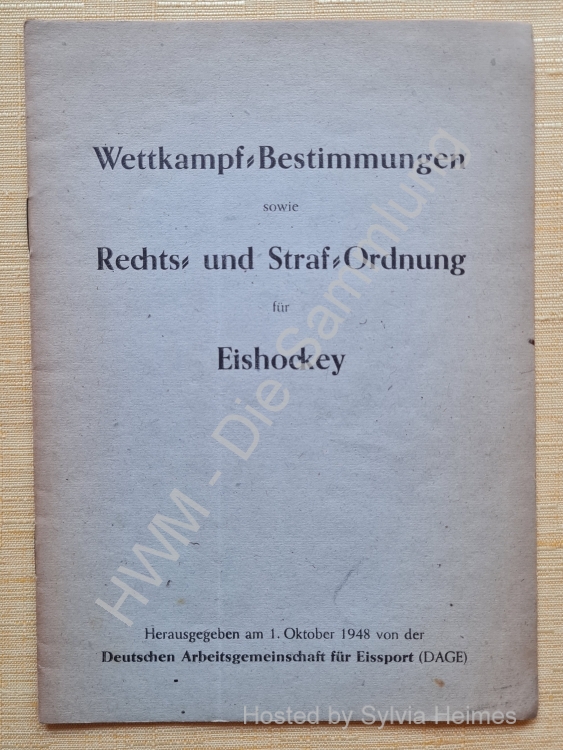 Wettkampf-Bestimmungen
sowie
Rechts- und Straf-Ordnung
für
Eishockey
Herausgegeben am 1. Oktober 1948 von der
Deutschen Arbeitsgemeinschaft für Eissport (DAGE)
HWM - Die Sammlung
Hosted by Sylvia Heimes